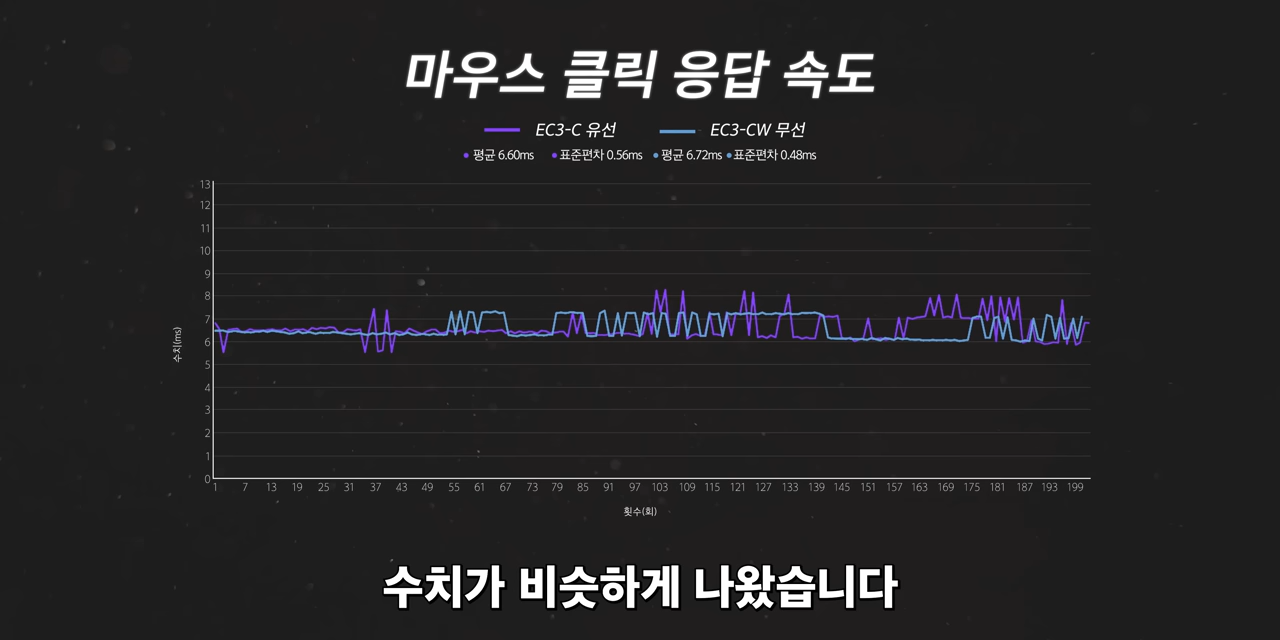 마우스 클릭 응답 속도
EC3-C 유선 EC3-CW 무선
• 평균 6.60ms • 표준편차 0.56ms • 평균 6.72ms • 표준편차 0.48ms
13
12
11
10
9
8
7
6
5
4
3
2
1
0
수치(ms)
1 7 13 19 25 31 37 43 49 55 61 67 73 79 85 91 97 103 109 115 121 127 133 139 145 151 157 163 169 175 181 187 193 199
횟수(회)
수치가 비슷하게 나왔습니다